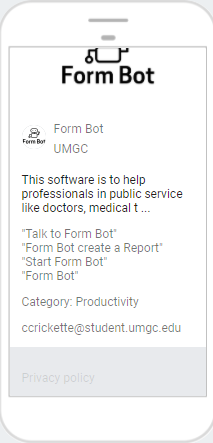 Form Bot
Form Bot
Form Bot
UMGC
This software is to help
professionals in public service
like doctors, medical t ...
"Talk to Form Bot"
"Form Bot create a Report"
"Start Form Bot"
"Form Bot"
Category: Productivity
ccrickette@student.umgc.edu
Privacy policy